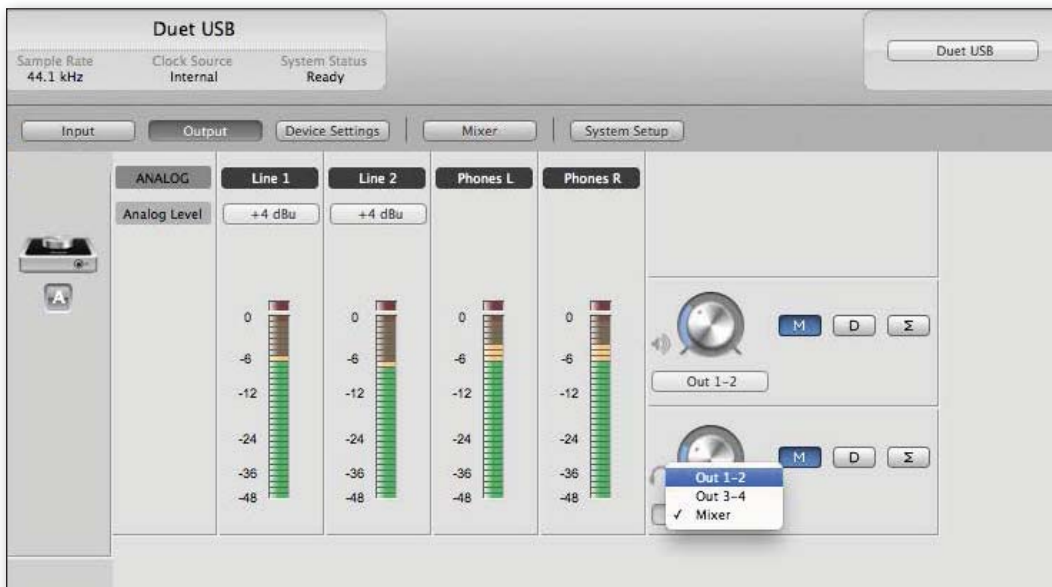 Duet USB
Sample Rate Clock Source System Status
44.1 kHz Internal Ready
Duet USB
Input Output Device Settings Mixer System Setup
ANALOG Line 1 Line 2 Phones L Phones R
Analog Level +4 dBu +4 dBu
A
0 0 0 0
-6 -6 -6 -6
-12 -12 -12 -12
-24 -24 -24 -24
-36 -36 -36 -36
-48 -48 -48 -48
M D Σ
Out 1-2
M D Σ
Out 1-2
Out 3-4
✓ Mixer